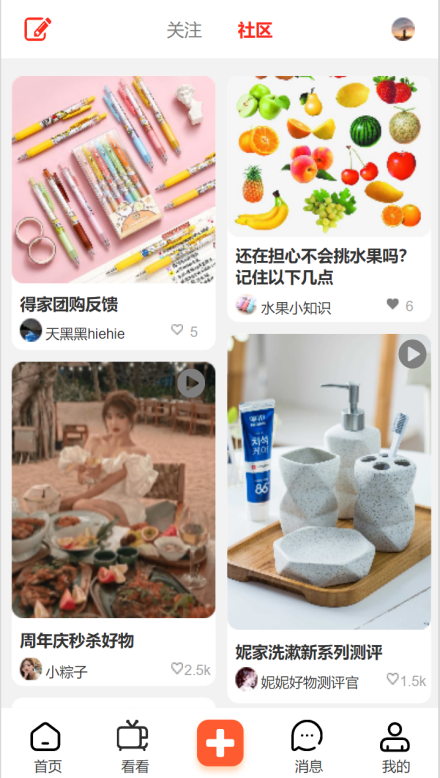 关注 社区
得家团购反馈
天黑黑hiehie 5
还在担心不会挑水果吗?
记住以下几点
水果小知识 6
周年庆秒杀好物
小粽子 2.5k
86
妮家洗漱新系列测评
妮妮好物测评官 1.5k
首页 看看 消息 我的